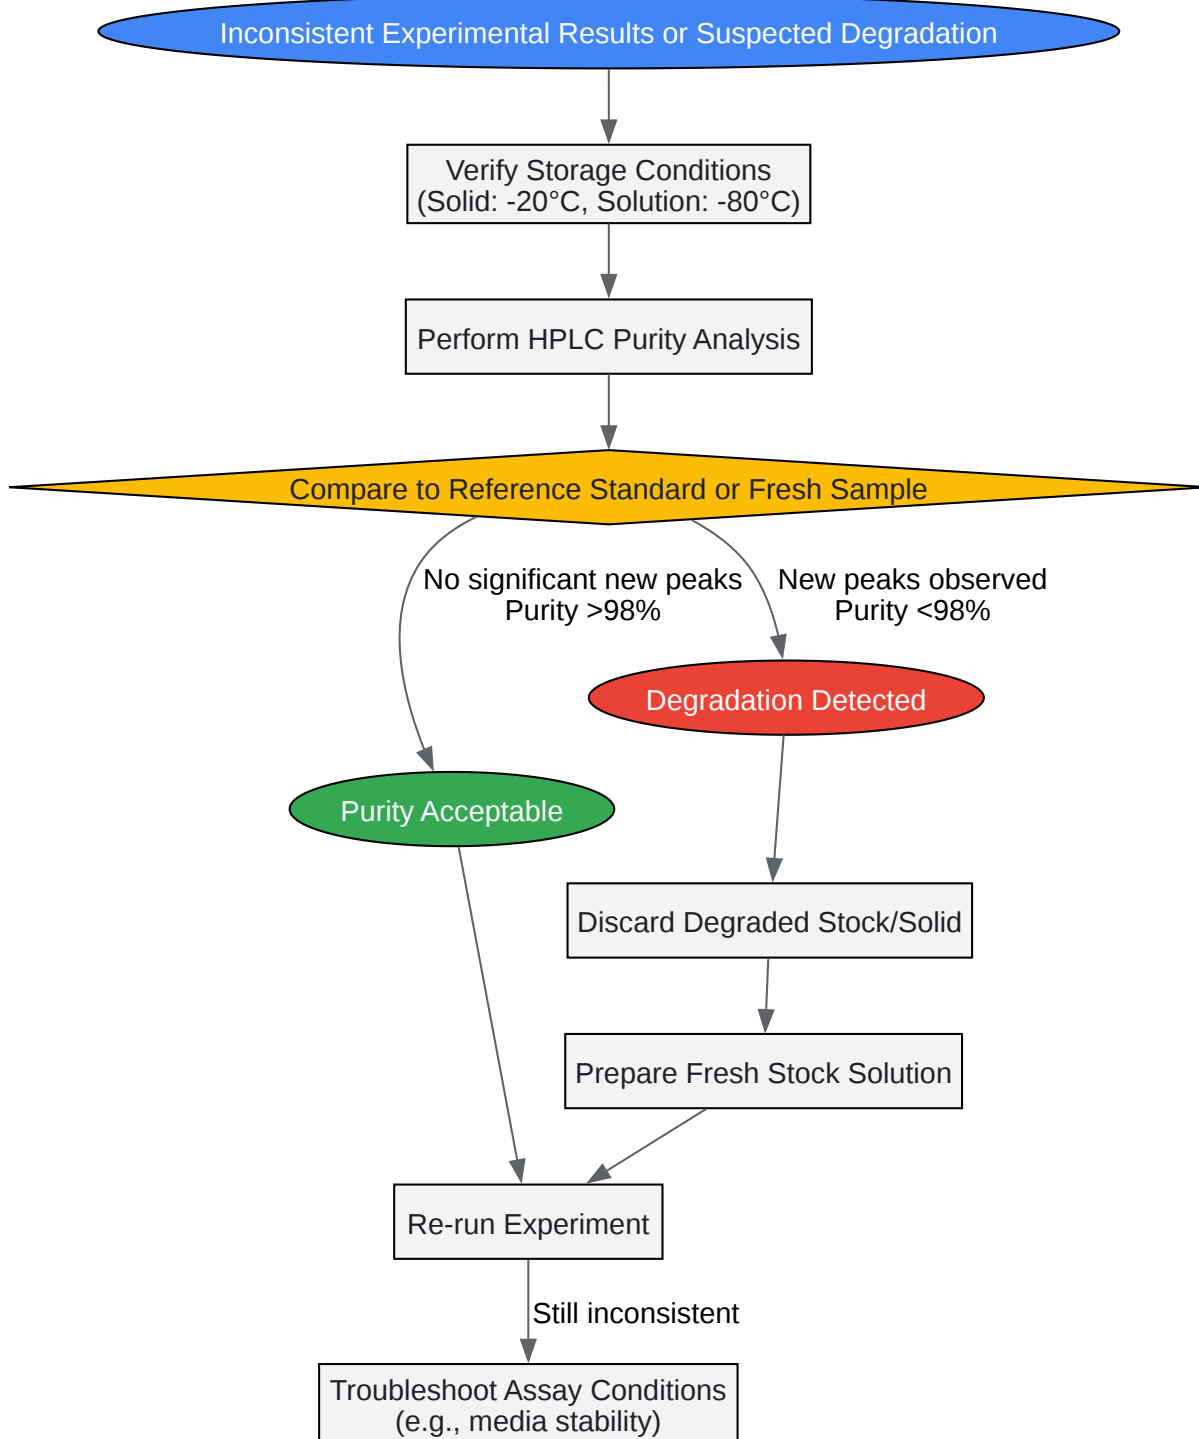 Inconsistent Experimental Results or Suspected Degradation
Verify Storage Conditions
(Solid: -20°C, Solution: -80°C)
Perform HPLC Purity Analysis
Compare to Reference Standard or Fresh Sample
No significant new peaks
Purity >98%
New peaks observed
Purity <98%
Degradation Detected
Purity Acceptable
Discard Degraded Stock/Solid
Prepare Fresh Stock Solution
Re-run Experiment
Still inconsistent
Troubleshoot Assay Conditions
(e.g., media stability)